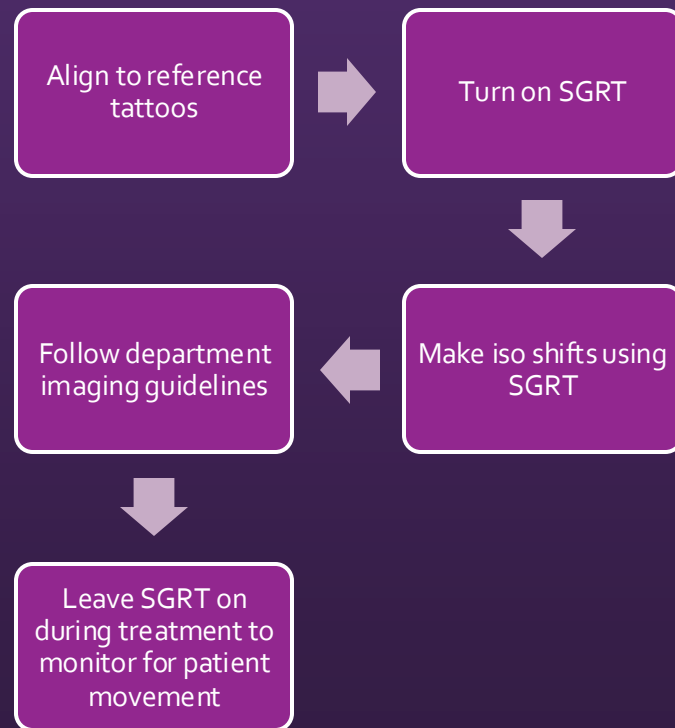 Align to reference
tattoos
Turn on SGRT
Make iso shifts using
SGRT
Follow department
imaging guidelines
Leave SGRT on
during treatment to
monitor for patient
movement